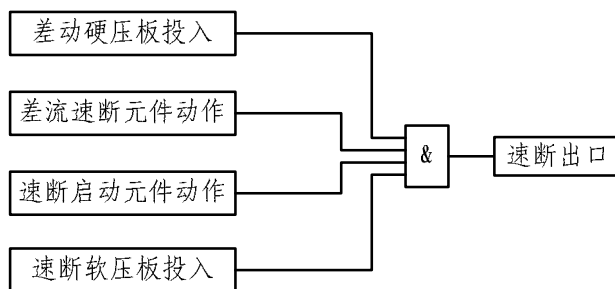 差动硬压板投入
差流速断元件动作
速断启动元件动作
速断软压板投入
&
速断出口